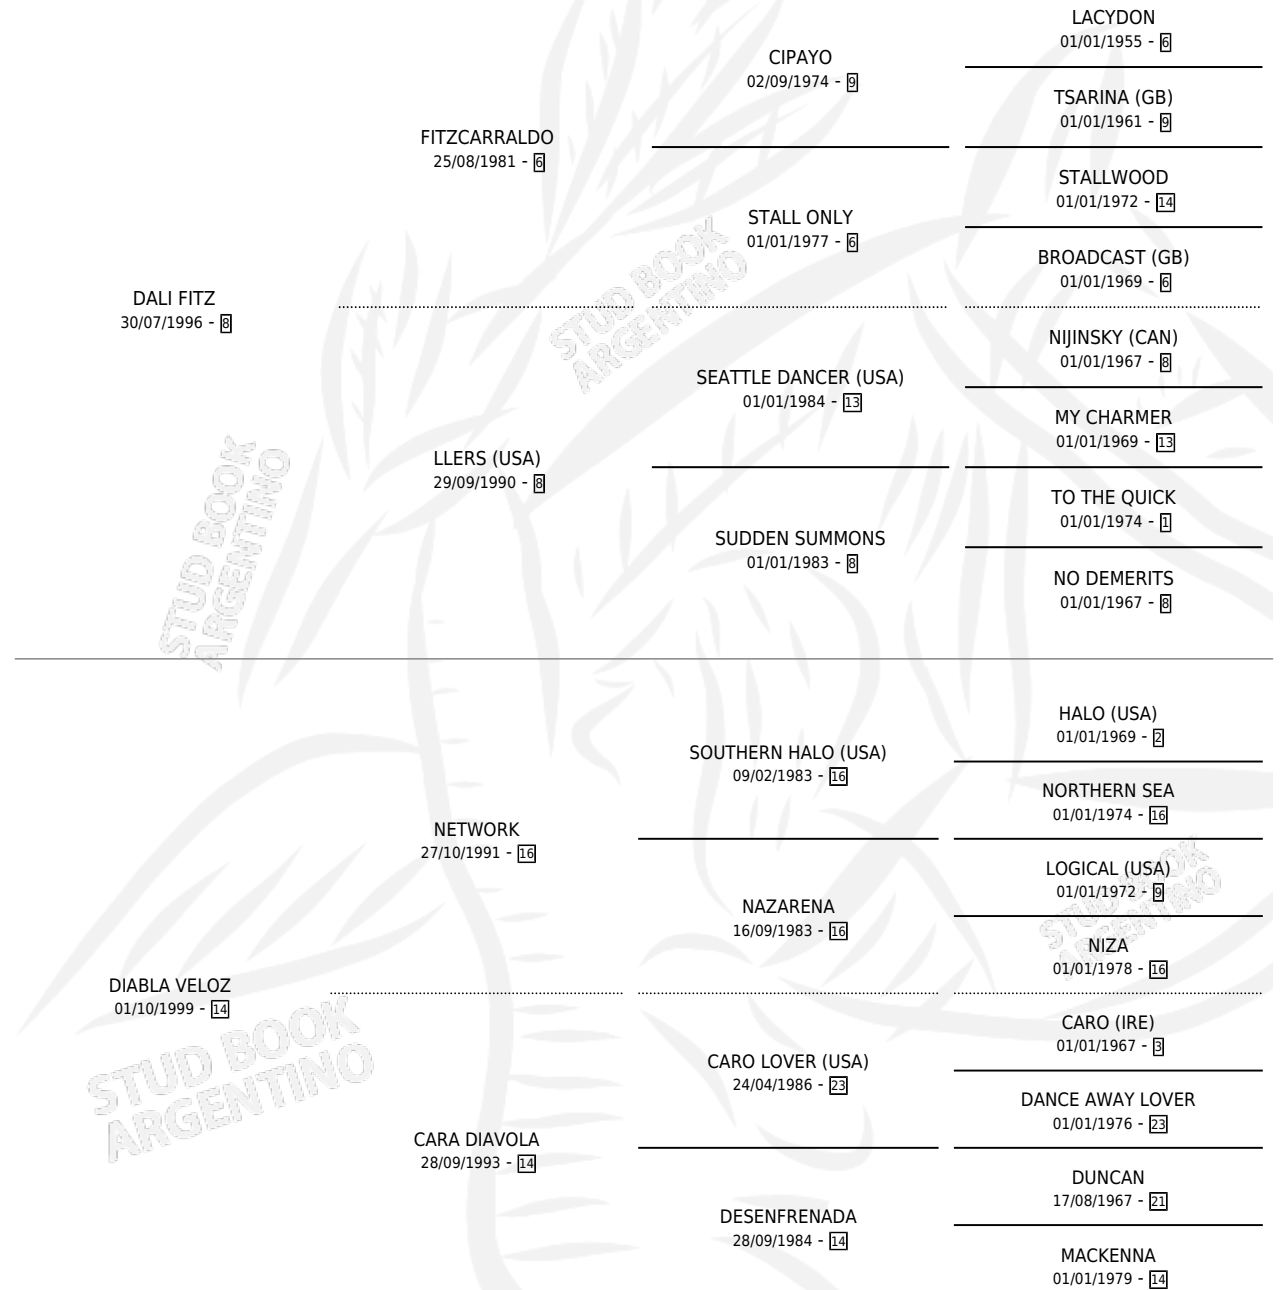 LACYDON
01/01/1955 - 6
CIPAYO
02/09/1974 - 9
TSARINA (GB)
01/01/1961 - 9
FITZCARRALDO
25/08/1981 - 6
STALLWOOD
01/01/1972 - 14
STALL ONLY
01/01/1977 - 6
BROADCAST (GB)
01/01/1969 - 6
DALI FITZ
30/07/1996 - 8
NIJINSKY (CAN)
01/01/1967 - 8
SEATTLE DANCER (USA)
01/01/1984 - 13
MY CHARMER
01/01/1969 - 13
LLERS (USA)
29/09/1990 - 8
TO THE QUICK
01/01/1974 - 1
SUDDEN SUMMONS
01/01/1983 - 8
NO DEMERITS
01/01/1967 - 8
HALO (USA)
01/01/1969 - 2
SOUTHERN HALO (USA)
09/02/1983 - 16
NORTHERN SEA
01/01/1974 - 16
NETWORK
27/10/1991 - 16
LOGICAL (USA)
01/01/1972 - 9
NAZARENA
16/09/1983 - 16
NIZA
01/01/1978 - 16
DIABLA VELOZ
01/10/1999 - 14
CARO (IRE)
01/01/1967 - 3
CARO LOVER (USA)
24/04/1986 - 23
DANCE AWAY LOVER
01/01/1976 - 23
CARA DIAVOLA
28/09/1993 - 14
DUNCAN
17/08/1967 - 21
DESENFRENADA
28/09/1984 - 14
MACKENNA
01/01/1979 - 14
STUD BOOK
ARGENTINO
STUD BOOK
ARGENTINO
STUD BOOK
ARGENTINO
STUD BOOK
ARGENTINO